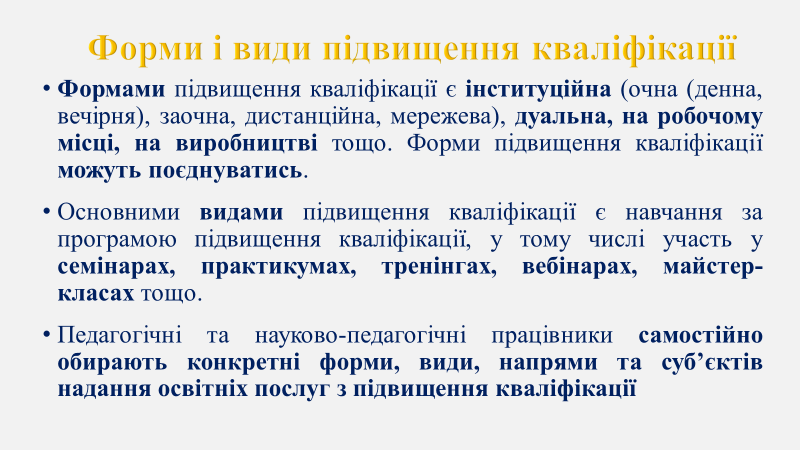 Форми і види підвищення кваліфікації
• Формами підвищення кваліфікації є інституційна (очна (денна,
вечірня), заочна, дистанційна, мережева), дуальна, на робочому
місці, на виробництві тощо. Форми підвищення кваліфікації
можуть поєднуватись.
• Основними видами підвищення кваліфікації є навчання за
програмою підвищення кваліфікації, у тому числі участь у
семінарах, практикумах, тренінгах, вебінарах, майстер-
класах тощо.
• Педагогічні та науково-педагогічні працівники самостійно
обирають конкретні форми, види, напрями та суб’єктів
надання освітніх послуг з підвищення кваліфікації